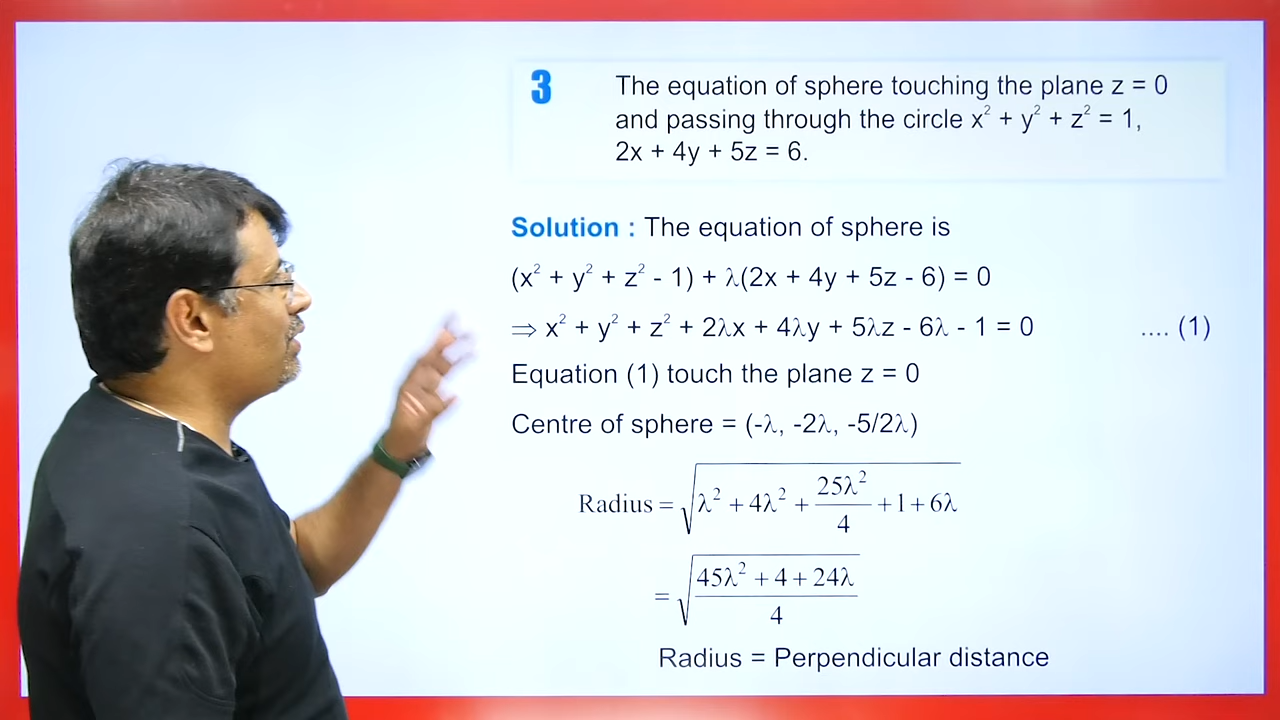 3
The equation of sphere touching the plane z = 0
and passing through the circle x² + y² + z² = 1,
2x + 4y + 5z = 6.
Solution : The equation of sphere is
(x² + y² + z² - 1) + λ(2x + 4y + 5z - 6) = 0
⇒ x² + y² + z² + 2λx + 4λy + 5λz - 6λ - 1 = 0 .... (1)
Equation (1) touch the plane z = 0
Centre of sphere = (-λ, -2λ, -5/2λ)
Radius = √(λ² + 4λ² + 25λ²/4 + 1 + 6λ)
= √((45λ² + 4 + 24λ)/4)
Radius = Perpendicular distance